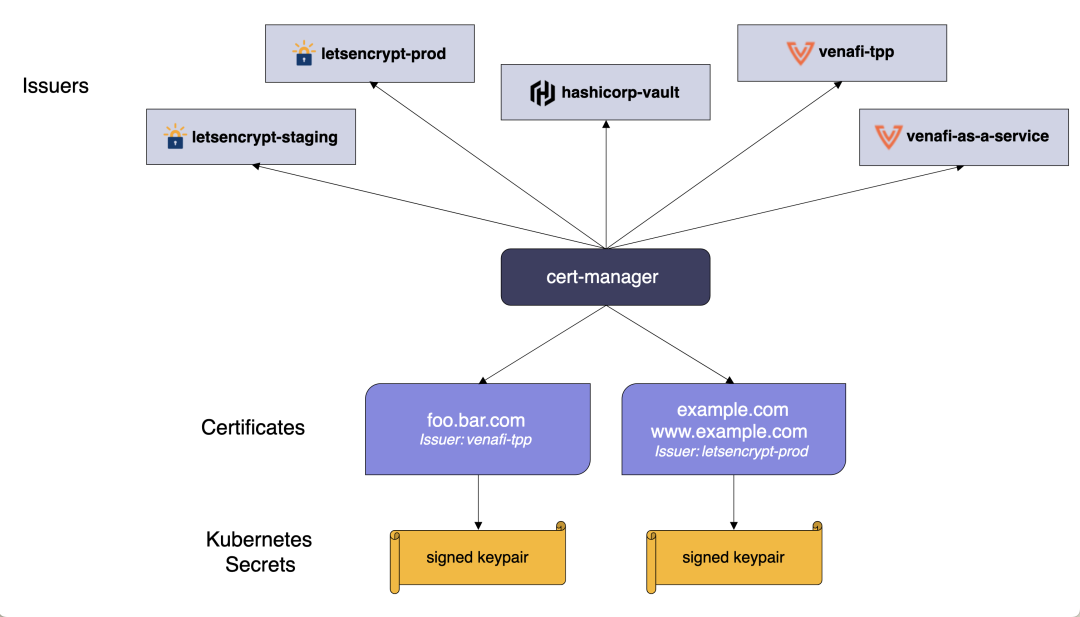 letsencrypt-prod
venafi-tpp
Issuers
hashicorp-vault
letsencrypt-staging
venafi-as-a-service
cert-manager
Certificates
foo.bar.com
Issuer: venafi-tpp
example.com
www.example.com
Issuer: letsencrypt-prod
Kubernetes
Secrets
signed keypair
signed keypair